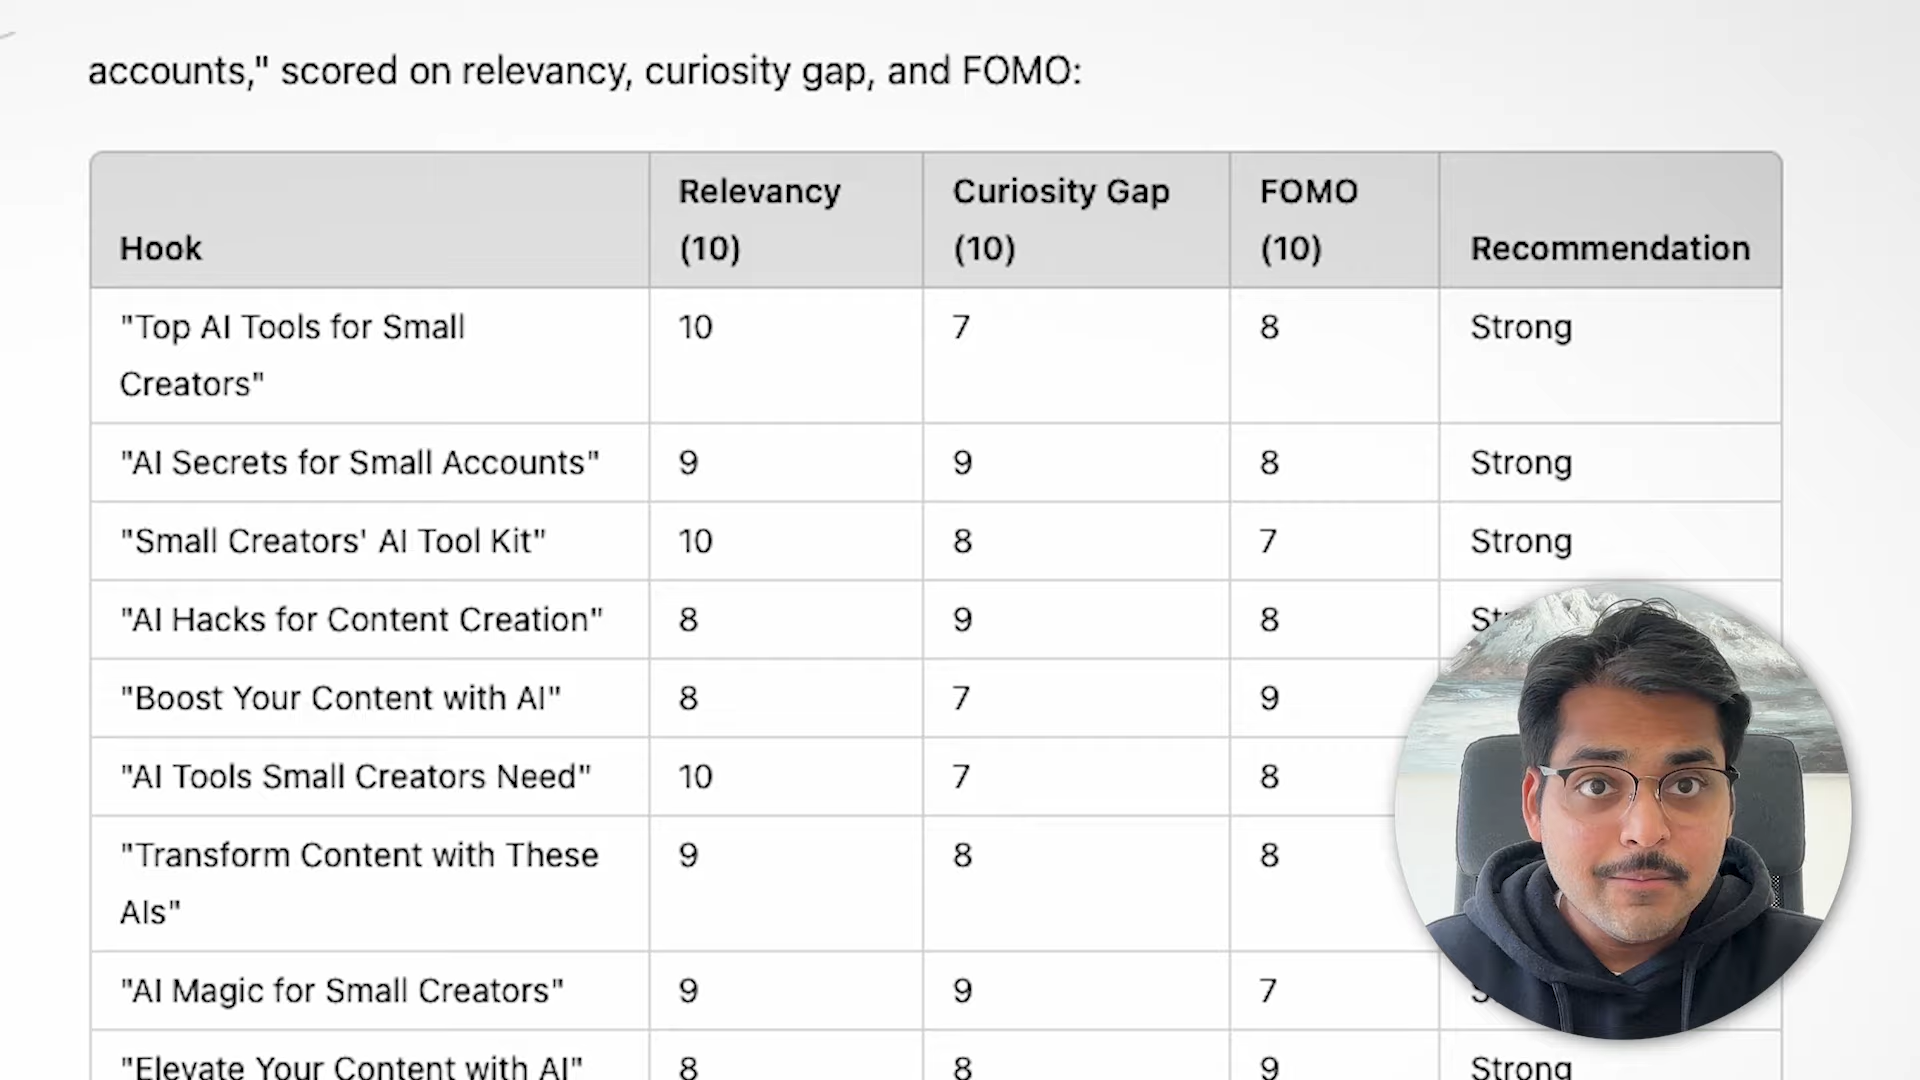 accounts," scored on relevancy, curiosity gap, and FOMO:
Hook
Relevancy (10)
Curiosity Gap (10)
FOMO (10)
Recommendation
"Top AI Tools for Small Creators" 10 7 8 Strong
"AI Secrets for Small Accounts" 9 9 8 Strong
"Small Creators' AI Tool Kit" 10 8 7 Strong
"AI Hacks for Content Creation" 8 9 8
"Boost Your Content with AI" 8 7 9
"AI Tools Small Creators Need" 10 7 8
"Transform Content with These AIs" 9 8 8
"AI Magic for Small Creators" 9 9 7
"Elevate Your Content with AI" 8 8 9 Strong